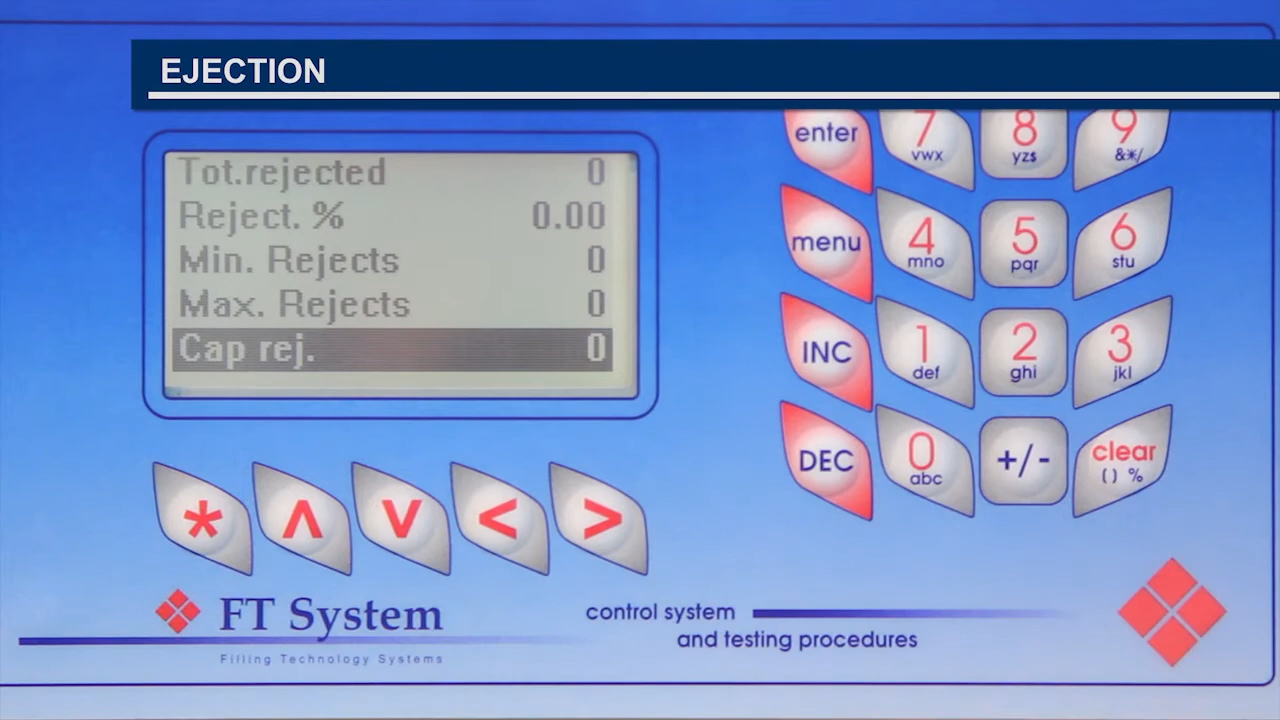 EJECTION
Tot.rejected 0
Reject. % 0.00
Min. Rejects 0
Max. Rejects 0
Cap rej. 0
enter 7 vwx 8 yzs 9 &*/
menu 4 mno 5 pqr 6 stu
INC 1 def 2 ghi 3 jkl
DEC 0 abc +/- clear () %
* Λ V < >
FT System
Filling Technology Systems
control system
and testing procedures